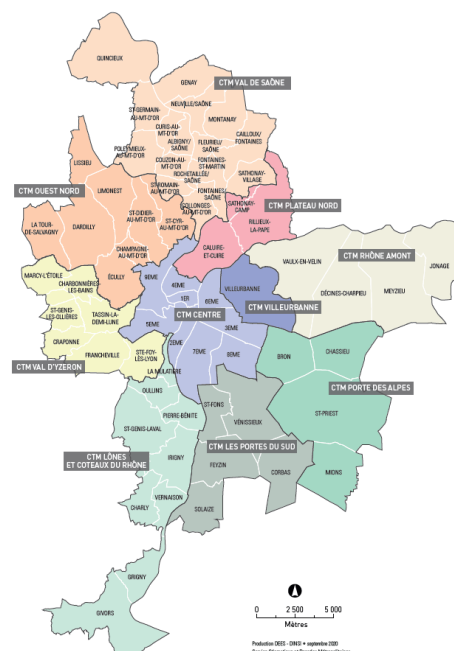 QUINCIEUX
GENAY
CTM VAL DE SAÔNE
NEUVILLE/SAÔNE
ST-GERMAIN-
AU-MT-D'OR
MONTANAY
CURIS-AU-
MT-D'OR
CAILLOUX/
FONTAINES
ALBIGNY/
SAÔNE
FLEURIEU/
SAÔNE
POLEYMIEUX-
AU-MT-D'OR
COUZON-AU-
MT-D'OR
FONTAINES-
ST-MARTIN
ROCHETAILLÉE/
SAÔNE
SATHONAY-
VILLAGE
LISSIEU
CTM OUEST NORD
LIMONEST
ST-ROMAIN-
AU-MT-D'OR
FONTAINES/
SAÔNE
COLLONGES-
AU-MT-D'OR
SATHONAY-
CAMP
CTM PLATEAU NORD
RILLIEUX-
LA-PAPE
ST-DIDIER-
AU-MT-D'OR
ST-CYR-
AU-MT-D'OR
LA TOUR-
DE-SALVAGNY
DARDILLY
CHAMPAGNE-
AU-MT-D'OR
CALUIRE-
ET-CUIRE
ÉCULLY
CTM RHÔNE AMONT
VAULX-EN-VELIN
JONAGE
MEYZIEU
DÉCINES-CHARPIEU
MARCY-L'ÉTOILE
CHARBONNIÈRES-
LES-BAINS
9EME
4EME
1ER
6EME
VILLEURBANNE
CTM VILLEURBANNE
ST-GENIS-
LES-OLLIÈRES
TASSIN-LA-
DEMI-LUNE
CTM CENTRE
5EME
3EME
CRAPONNE
2EME
7EME
8EME
FRANCHEVILLE
STE-FOY-
LÈS-LYON
CTM VAL D'YZERON
LA MULATIÈRE
BRON
CHASSIEU
CTM PORTE DES ALPES
OULLINS
PIERRE-BÉNITE
ST-FONS
VÉNISSIEUX
ST-PRIEST
ST-GENIS-LAVAL
CTM LES PORTES DU SUD
CTM LÔNES
ET COTEAUX DU RHÔNE
IRIGNY
FEYZIN
CORBAS
MIONS
VERNAISON
CHARLY
SOLAIZE
GRIGNY
GIVORS
0 2 500 5 000
Mètres
Production DEES - DINSI • septembre 2020